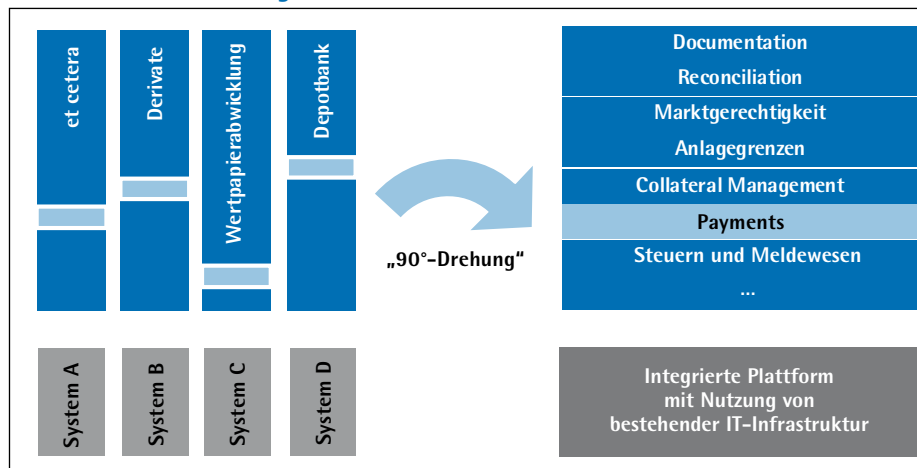 et cetera
Derivate
Wertpapierabwicklung
Depotbank
System A
System B
System C
System D
„90°-Drehung“
Documentation
Reconciliation
Marktgerechtigkeit
Anlagegrenzen
Collateral Management
Payments
Steuern und Meldewesen
...
Integrierte Plattform
mit Nutzung von
bestehender IT-Infrastruktur